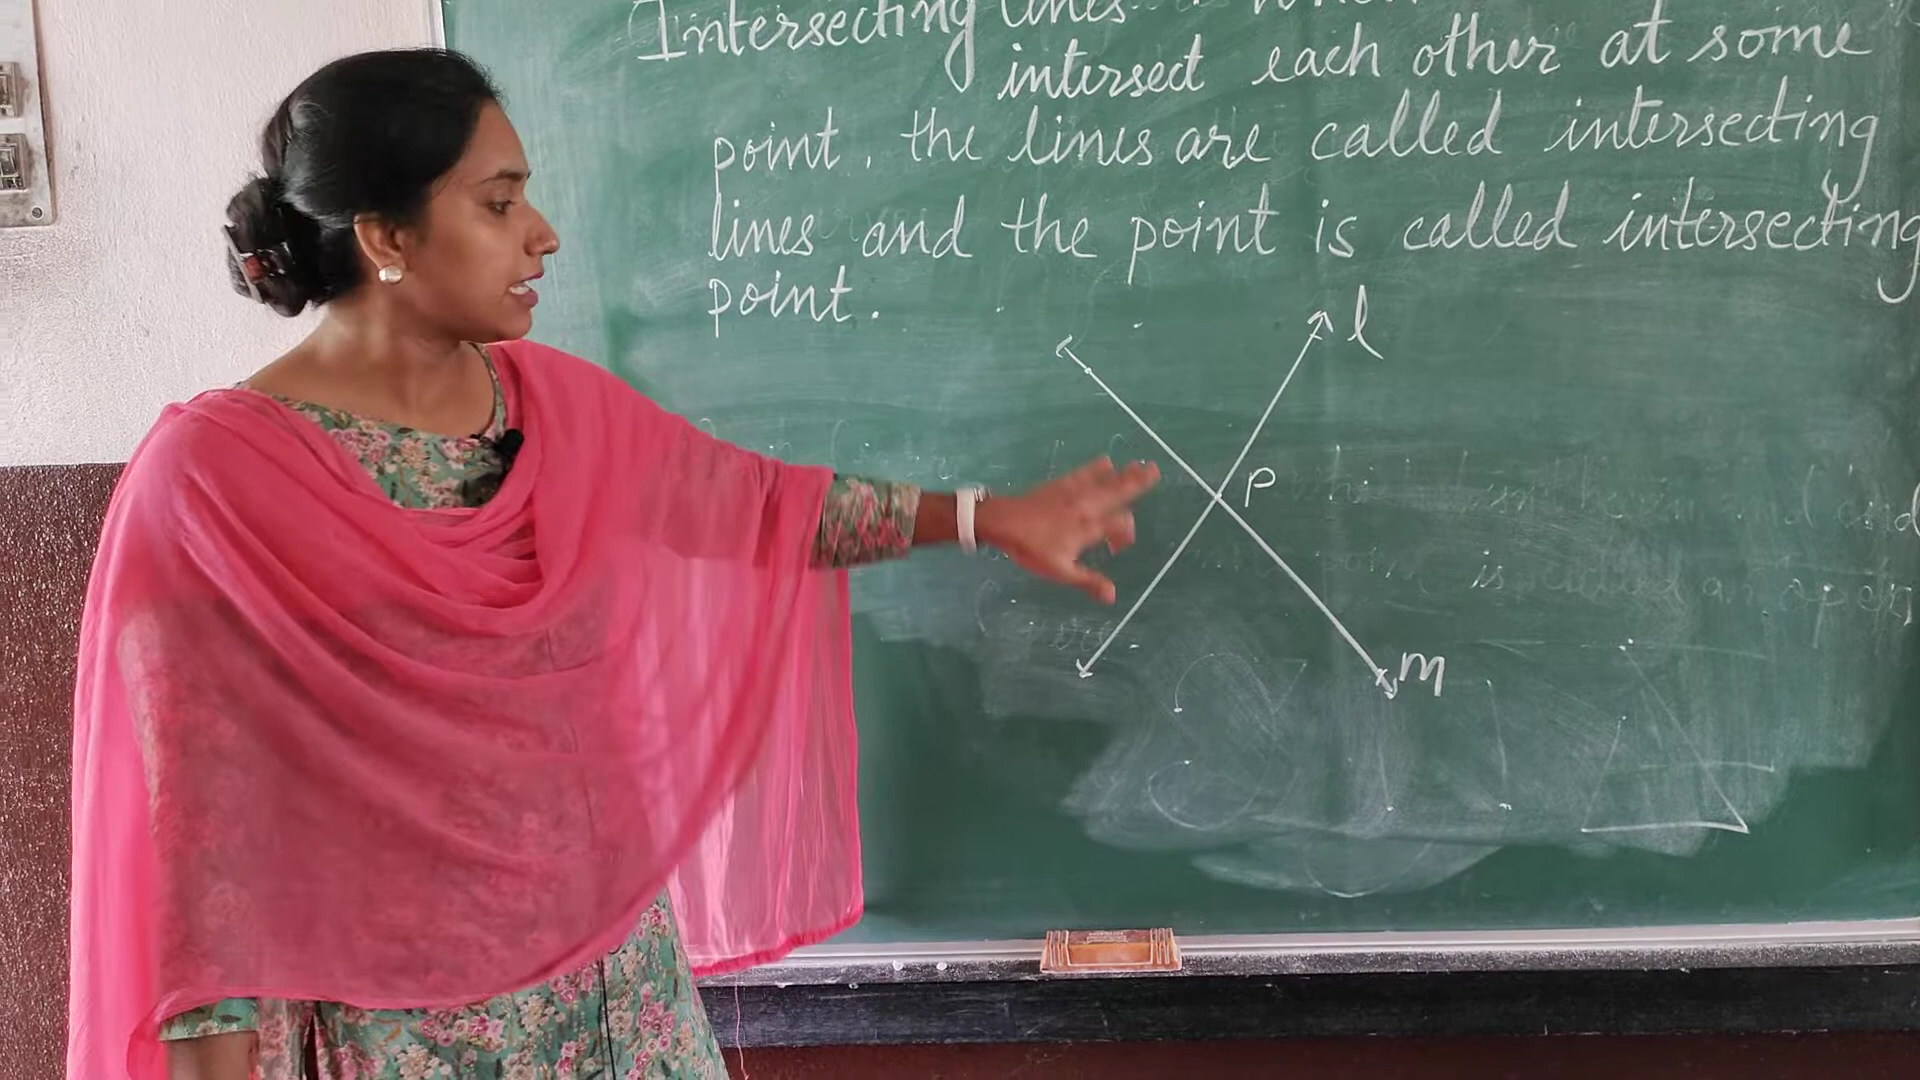 Intersecting lines
intersect each other at some
point, the lines are called intersecting
lines and the point is called intersecting
point.
l
P
m